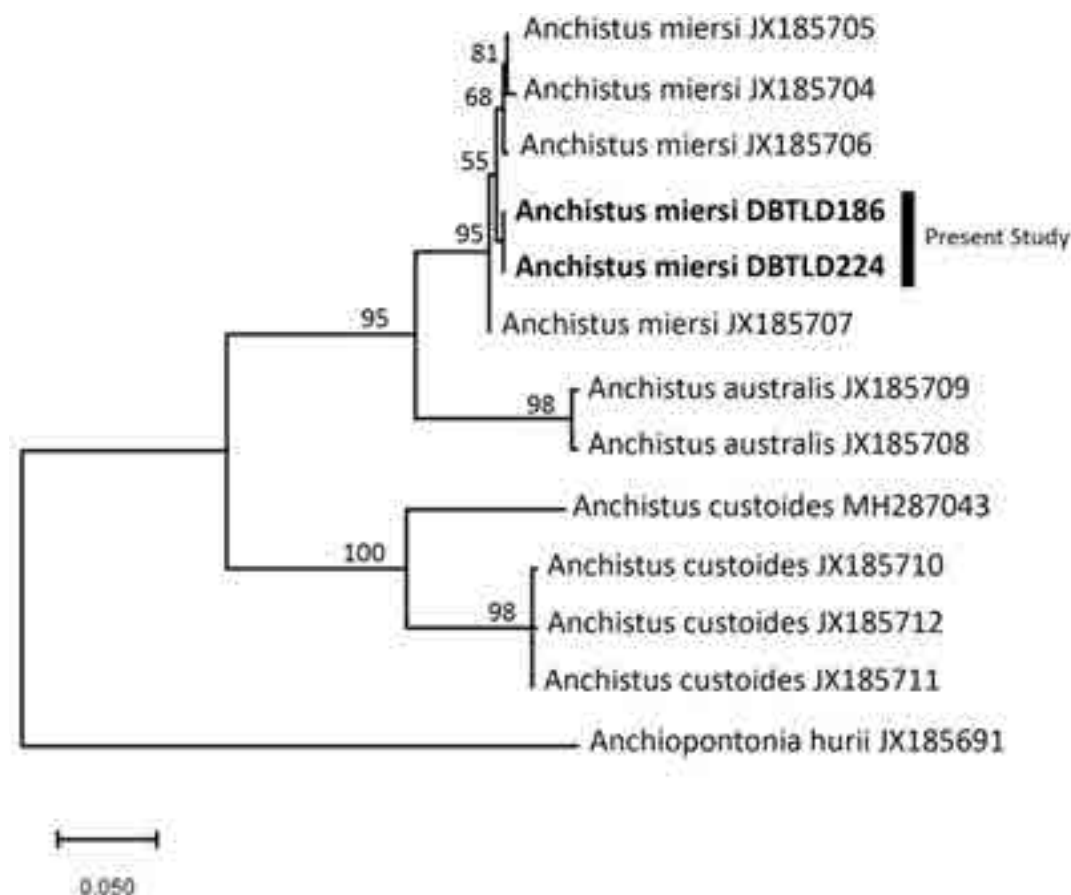 Anchistus miersi JX185705
81
Anchistus miersi JX185704
68
Anchistus miersi JX185706
55
Anchistus miersi DBTLD186
Present Study
95
Anchistus miersi DBTLD224
95
Anchistus miersi JX185707
Anchistus australis JX185709
98
Anchistus australis JX185708
Anchistus custoides MH287043
100
Anchistus custoides JX185710
98
Anchistus custoides JX185712
Anchistus custoides JX185711
Anchiopontonia hurii JX185691
0.050